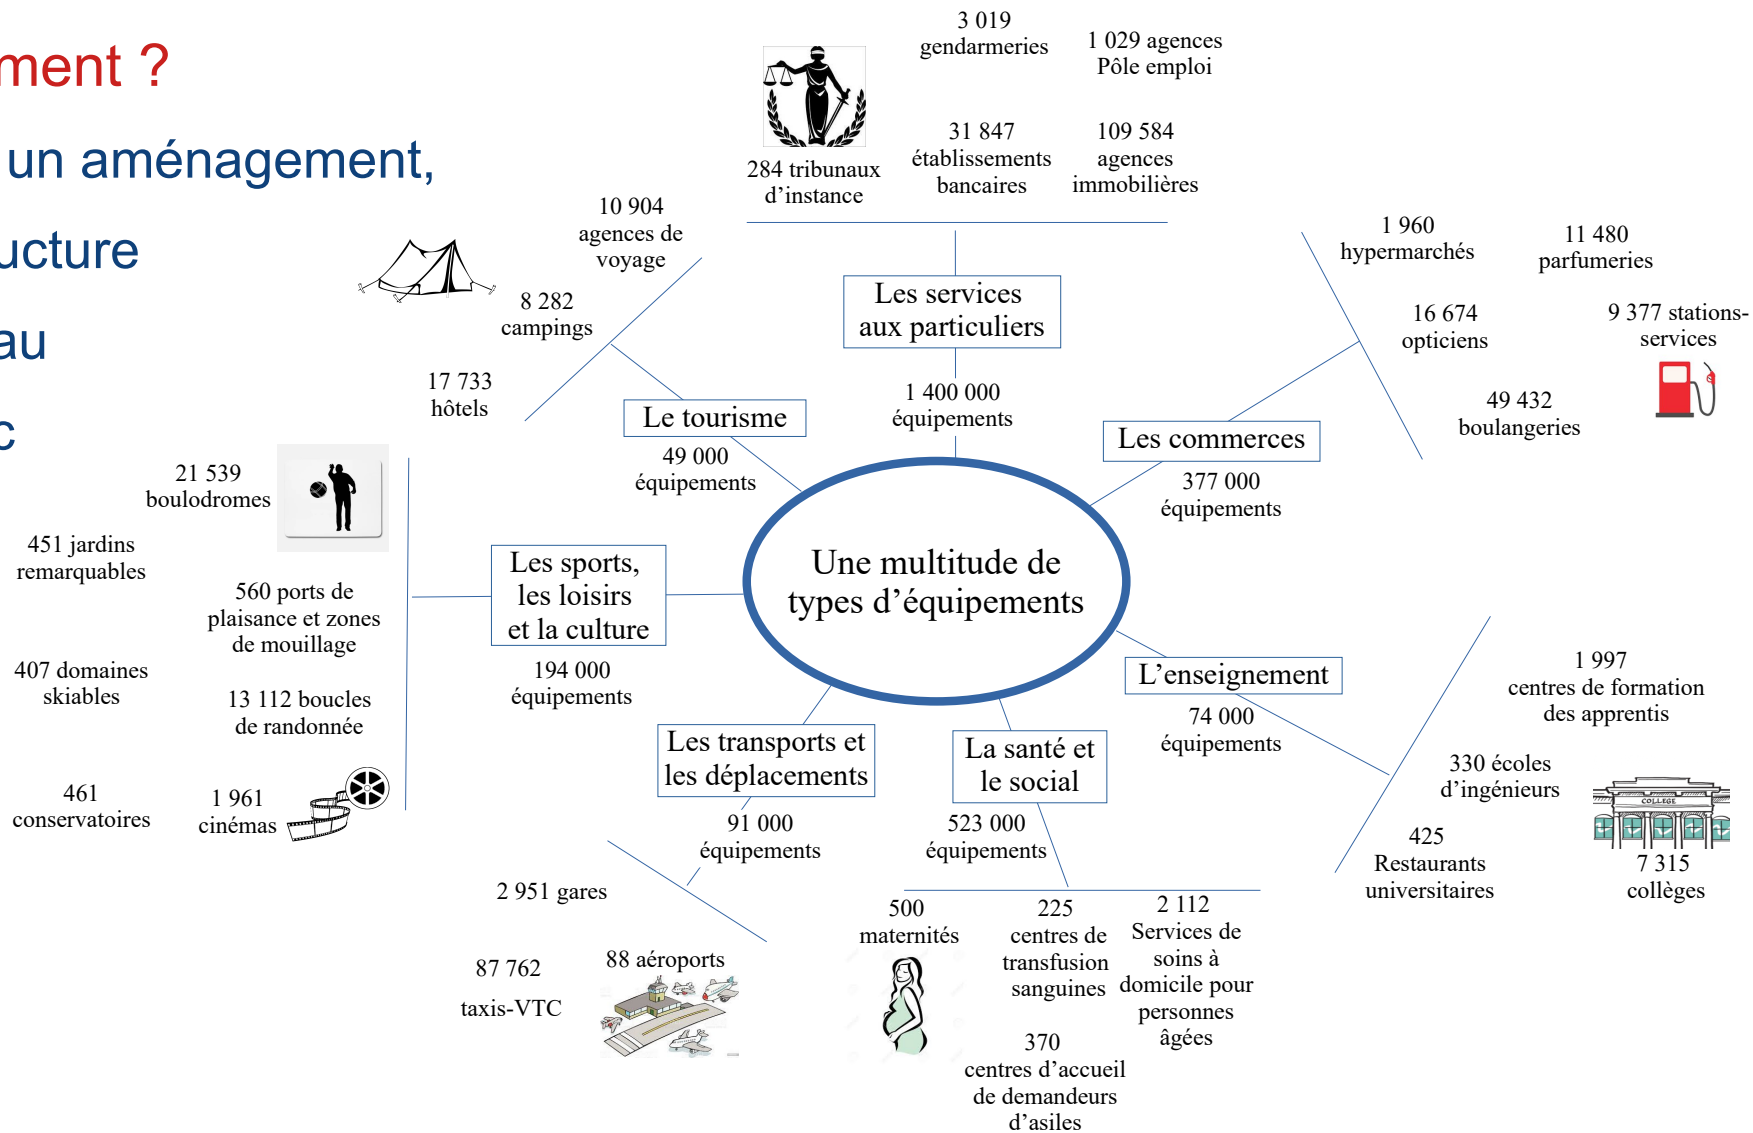 ment ?
un aménagement,
ucture
au
c
3 019
gendarmeries
1 029 agences
Pôle emploi
284 tribunaux
d’instance
31 847
établissements
bancaires
109 584
agences
immobilières
Les services
aux particuliers
1 400 000
équipements
10 904
agences de
voyage
8 282
campings
17 733
hôtels
Le tourisme
49 000
équipements
1 960
hypermarchés
11 480
parfumeries
16 674
opticiens
9 377 stations-
services
49 432
boulangeries
Les commerces
377 000
équipements
21 539
boulodromes
451 jardins
remarquables
560 ports de
plaisance et zones
de mouillage
407 domaines
skiables
13 112 boucles
de randonnée
461
conservatoires
1 961
cinémas
Les sports,
les loisirs
et la culture
194 000
équipements
Une multitude de
types d’équipements
L’enseignement
74 000
équipements
1 997
centres de formation
des apprentis
330 écoles
d’ingénieurs
COLLEGE
425
Restaurants
universitaires
7 315
collèges
Les transports et
les déplacements
91 000
équipements
2 951 gares
87 762
taxis-VTC
88 aéroports
La santé et
le social
523 000
équipements
500
maternités
225
centres de
transfusion
sanguines
2 112
Services de
soins à
domicile pour
personnes
âgées
370
centres d’accueil
de demandeurs
d’asiles